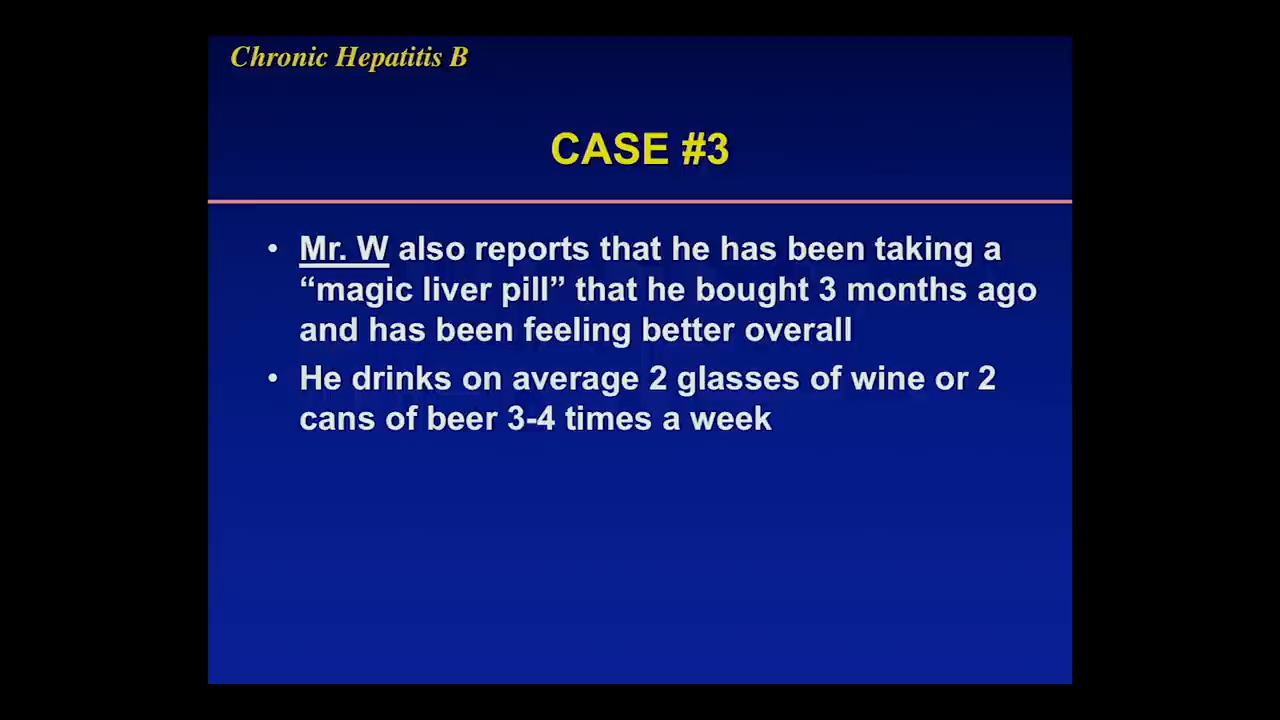 Chronic Hepatitis B
CASE #3
• Mr. W also reports that he has been taking a
“magic liver pill” that he bought 3 months ago
and has been feeling better overall
• He drinks on average 2 glasses of wine or 2
cans of beer 3-4 times a week